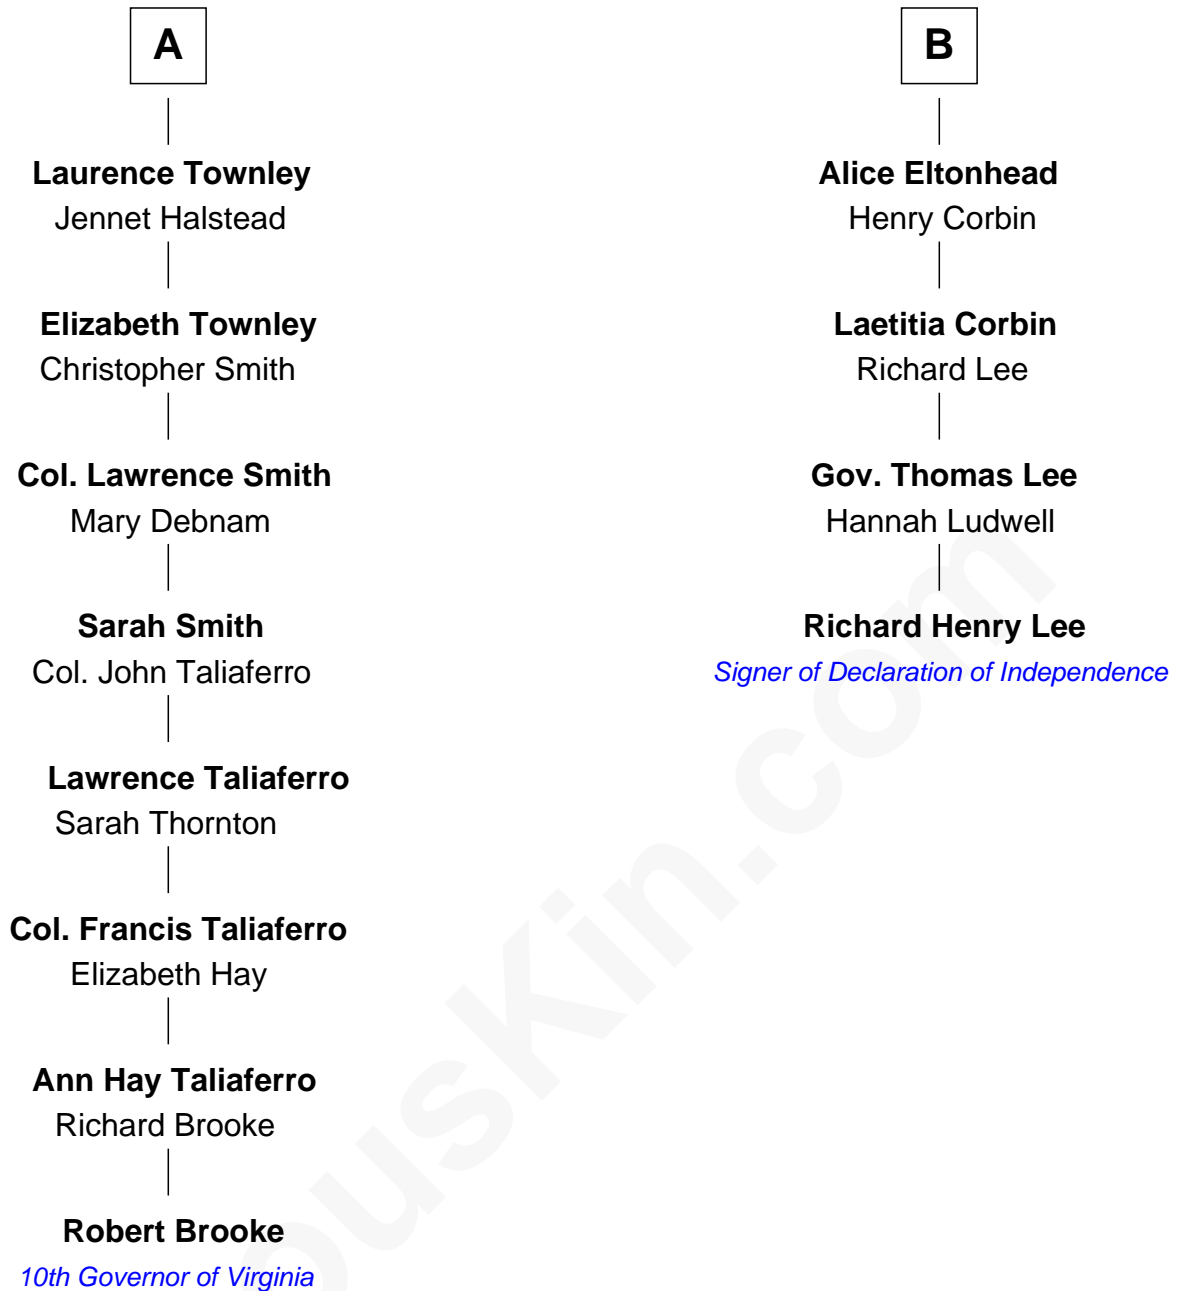 A
Laurence Townley
Jennet Halstead
Elizabeth Townley
Christopher Smith
Col. Lawrence Smith
Mary Debnam
Sarah Smith
Col. John Taliaferro
Lawrence Taliaferro
Sarah Thornton
Col. Francis Taliaferro
Elizabeth Hay
Ann Hay Taliaferro
Richard Brooke
Robert Brooke
10th Governor of Virginia
B
Alice Eltonhead
Henry Corbin
Laetitia Corbin
Richard Lee
Gov. Thomas Lee
Hannah Ludwell
Richard Henry Lee
Signer of Declaration of Independence
ousKin.com